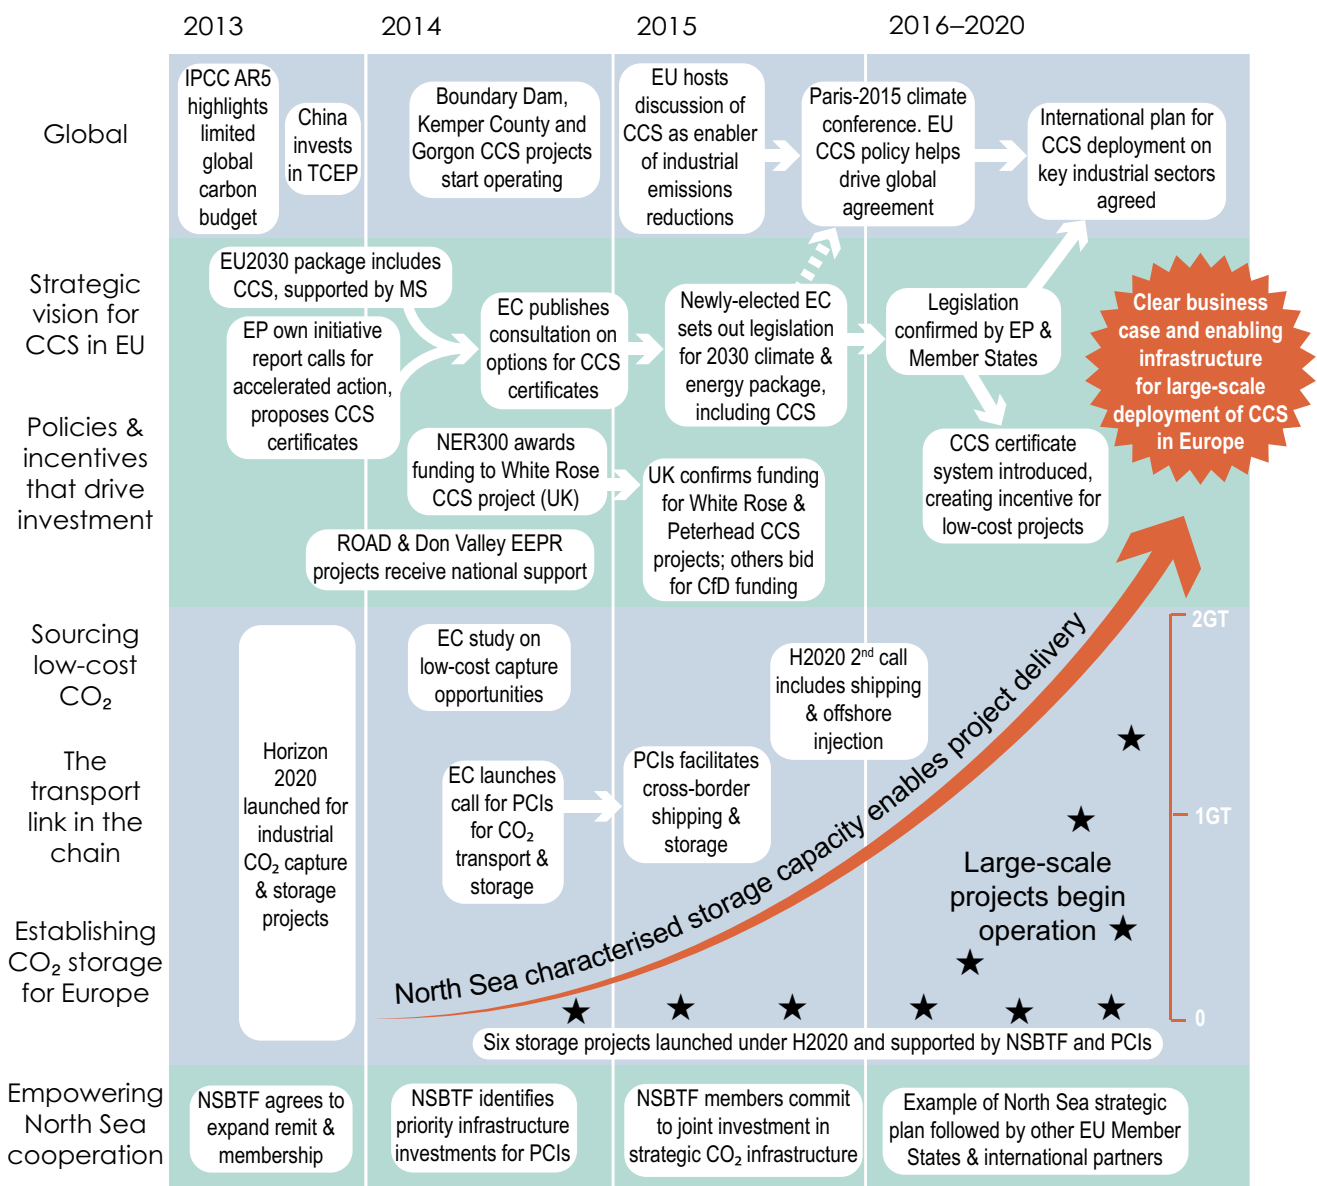 2013
2014
2015
2016–2020
Global
IPCC AR5
highlights
limited
global
carbon
budget
China
invests
in TCEP
Boundary Dam,
Kemper County and
Gorgon CCS projects
start operating
EU hosts
discussion of
CCS as enabler
of industrial
emissions
reductions
Paris-2015 climate
conference. EU
CCS policy helps
drive global
agreement
International plan for
CCS deployment on
key industrial sectors
agreed
Strategic
vision for
CCS in EU
EU2030 package includes
CCS, supported by MS
EP own initiative
report calls for
accelerated action,
proposes CCS
certificates
EC publishes
consultation on
options for CCS
certificates
Newly-elected EC
sets out legislation
for 2030 climate &
energy package,
including CCS
Legislation
confirmed by EP &
Member States
Clear business
case and enabling
infrastructure
for large-scale
deployment of CCS
in Europe
Policies &
incentives
that drive
investment
NER300 awards
funding to White Rose
CCS project (UK)
ROAD & Don Valley EEPR
projects receive national support
UK confirms funding
for White Rose &
Peterhead CCS
projects; others bid
for CfD funding
CCS certificate
system introduced,
creating incentive for
low-cost projects
Sourcing
low-cost
CO₂
The
transport
link in the
chain
Establishing
CO₂ storage
for Europe
Horizon
2020
launched for
industrial
CO₂ capture
& storage
projects
EC study on
low-cost capture
opportunities
EC launches
call for PCIs
for CO₂
transport &
storage
PCIs facilitates
cross-border
shipping &
storage
H2020 2ⁿᵈ call
includes shipping
& offshore
injection
North Sea characterised storage capacity enables project delivery
2GT
1GT
0
Large-scale
projects begin
operation
Six storage projects launched under H2020 and supported by NSBTF and PCIs
Empowering
North Sea
cooperation
NSBTF agrees to
expand remit &
membership
NSBTF identifies
priority infrastructure
investments for PCIs
NSBTF members commit
to joint investment in
strategic CO₂ infrastructure
Example of North Sea strategic
plan followed by other EU Member
States & international partners